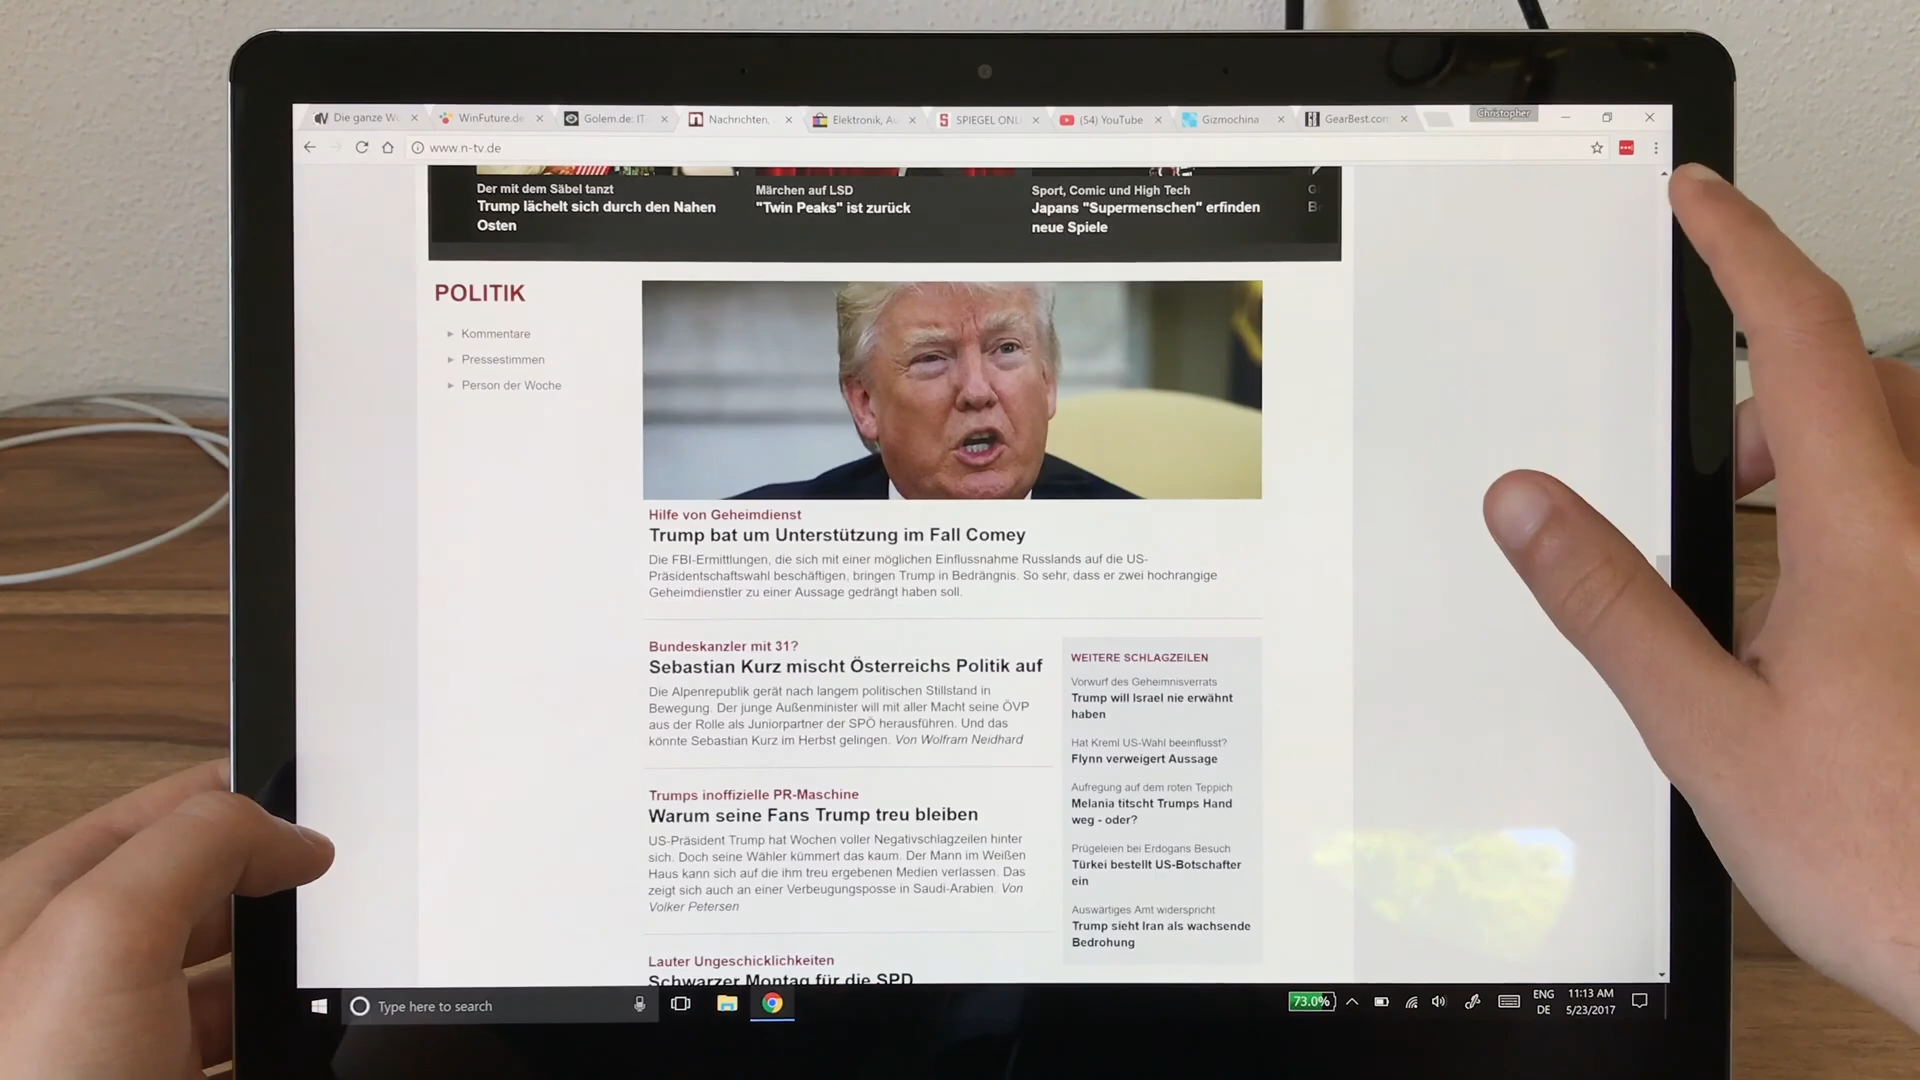 Die ganze We
WinFuture.de
Golem.de: IT
Nachrichten,
Elektronik, Au
SPIEGEL ONL
(54) YouTube
Gizmochina
GearBest.com
Christopher
www.n-tv.de
Der mit dem Säbel tanzt
Trump lächelt sich durch den Nahen
Osten
Märchen auf LSD
"Twin Peaks" ist zurück
Sport, Comic und High Tech
Japans "Supermenschen" erfinden
neue Spiele
POLITIK
Kommentare
Pressestimmen
Person der Woche
Hilfe von Geheimdienst
Trump bat um Unterstützung im Fall Comey
Die FBI-Ermittlungen, die sich mit einer möglichen Einflussnahme Russlands auf die US-
Präsidentschaftswahl beschäftigen, bringen Trump in Bedrängnis. So sehr, dass er zwei hochrangige
Geheimdienstler zu einer Aussage gedrängt haben soll.
Bundeskanzler mit 31?
Sebastian Kurz mischt Österreichs Politik auf
Die Alpenrepublik gerät nach langem politischen Stillstand in
Bewegung. Der junge Außenminister will mit aller Macht seine ÖVP
aus der Rolle als Juniorpartner der SPÖ herausführen. Und das
könnte Sebastian Kurz im Herbst gelingen. Von Wolfram Neidhard
Trumps inoffizielle PR-Maschine
Warum seine Fans Trump treu bleiben
US-Präsident Trump hat Wochen voller Negativschlagzeilen hinter
sich. Doch seine Wähler kümmert das kaum. Der Mann im Weißen
Haus kann sich auf die ihm treu ergebenen Medien verlassen. Das
zeigt sich auch an einer Verbeugungsposse in Saudi-Arabien. Von
Volker Petersen
Lauter Ungeschicklichkeiten
Schwarzer Montag für die SPD
WEITERE SCHLAGZEILEN
Vorwurf des Geheimnisverrats
Trump will Israel nie erwähnt
haben
Hat Kreml US-Wahl beeinflusst?
Flynn verweigert Aussage
Aufregung auf dem roten Teppich
Melania titscht Trumps Hand
weg - oder?
Prügeleien bei Erdogans Besuch
Türkei bestellt US-Botschafter
ein
Auswärtiges Amt widerspricht
Trump sieht Iran als wachsende
Bedrohung
Type here to search
73.0%
ENG
DE
11:13 AM
5/23/2017